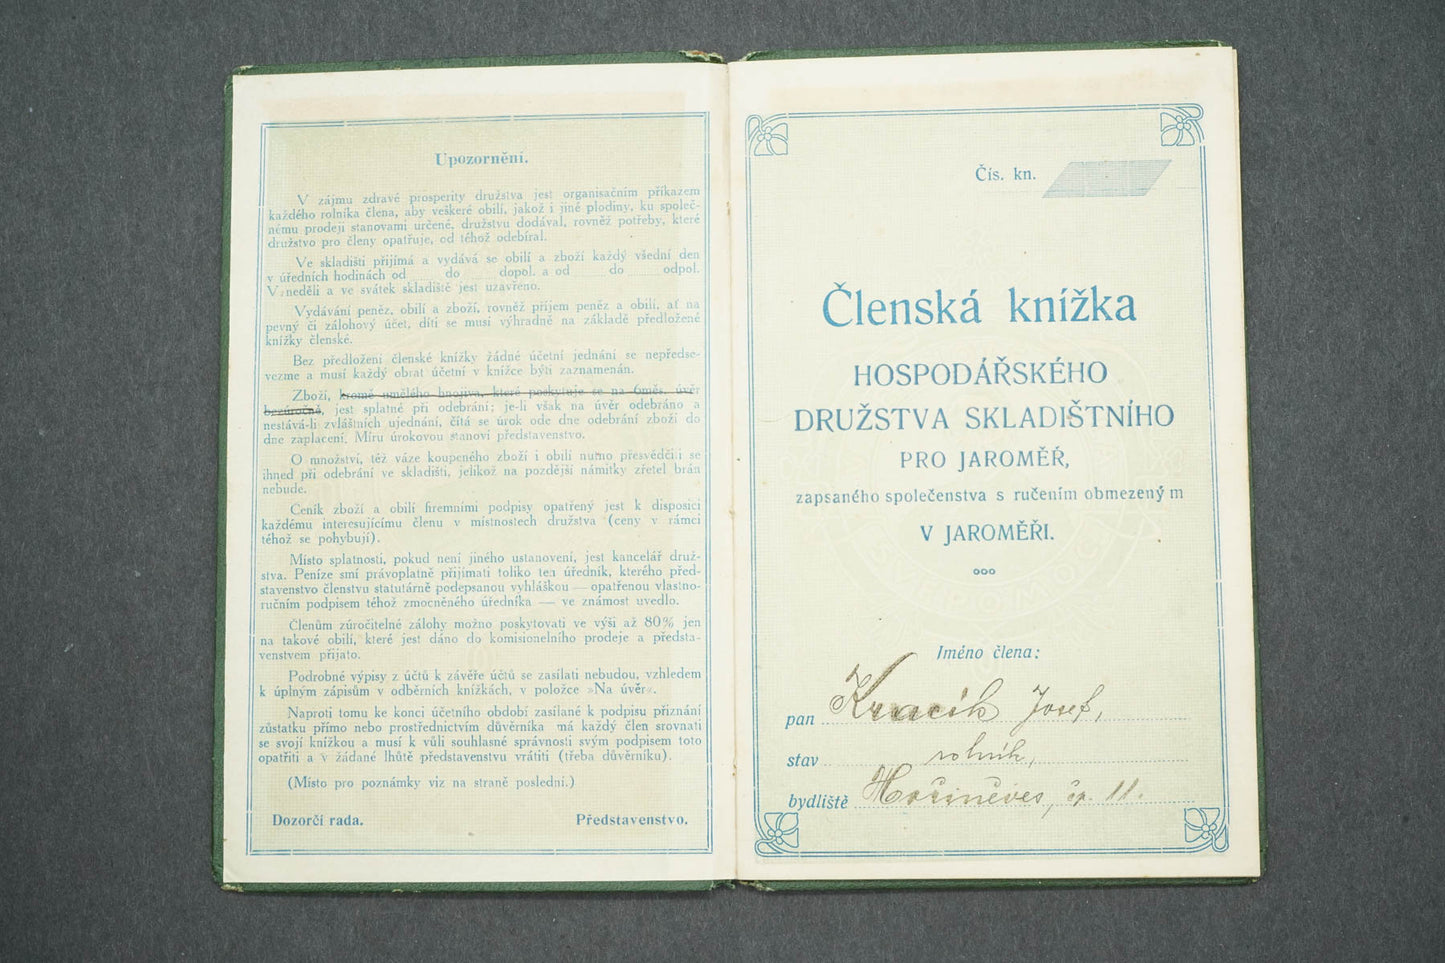 Upozornění.
V zájmu zdravé prosperity družstva jest organisačním příkazem
každého rolníka člena, aby veškeré obilí, jakož i jiné plodiny, ku společ-
nému prodeji stanovami určené, družstvu dodával, rovněž potřeby, které
družstvo pro členy opatřuje, od téhož odebíral.
Ve skladišti přijímá a vydává se obilí a zboží každý všední den
v úředních hodinách od do dopol. a od do odpol.
V neděli a ve svátek skladiště jest uzavřeno.
Vydávání peněz, obilí a zboží, rovněž příjem peněz a obilí, ať na
pevný či zálohový účet, díti se musí výhradně na základě předložené
knížky členské.
Bez předložení členské knížky žádné účetní jednání se nepředse-
vezme a musí každý obrat účetní v knížce býti zaznamenán.
Zboží, kromě umělého hnojiva, které poskytuje se na 6měs. úvěr
bezúročně, jest splatné při odebrání; je-li však na úvěr odebráno a
nestává-li zvláštních ujednání, čítá se úrok ode dne odebrání zboží do
dne zaplacení. Míru úrokovou stanoví představenstvo.
O množství, též váze koupeného zboží i obilí nutno přesvědčiti se
ihned při odebrání ve skladišti, jelikož na pozdější námitky zřetel brán
nebude.
Ceník zboží a obilí firemními podpisy opatřený jest k disposici
každému interesujícímu členu v místnostech družstva (ceny v rámci
téhož se pohybují).
Místo splatnosti, pokud není jiného ustanovení, jest kancelář druž-
stva. Peníze smí právoplatně přijímati toliko ten úředník, kterého před-
stavenstvo členstvu statutárně podepsanou vyhláškou — opatřenou vlastno-
ručním podpisem téhož zmocněného úředníka — ve známost uvedlo.
Členům zúročitelné zálohy možno poskytovati ve výši až 80% jen
na takové obilí, které jest dáno do komisionelního prodeje a předsta-
venstvem přijato.
Podrobné výpisy z účtů k závěře účtů se zasílati nebudou, vzhledem
k úplným zápisům v odběrních knížkách, v položce »Na úvěr«.
Naproti tomu ke konci účetního období zasílané k podpisu přiznání
zůstatku přímo nebo prostřednictvím důvěrníka má každý člen srovnati
se svojí knížkou a musí k vůli souhlasné správnosti svým podpisem toto
opatřiti a v žádané lhůtě představenstvu vrátiti (třeba důvěrníku).
(Místo pro poznámky viz na straně poslední.)
Dozorčí rada. Představenstvo.
Čís. kn.
Členská knížka
HOSPODÁŘSKÉHO
DRUŽSTVA SKLADIŠTNÍHO
PRO JAROMĚŘ,
zapsaného společenstva s ručením obmezeným
V JAROMĚŘI.
Jméno člena:
pan Kracík Josef,
stav rolník,
bydliště Hořiněves, čp. 11.